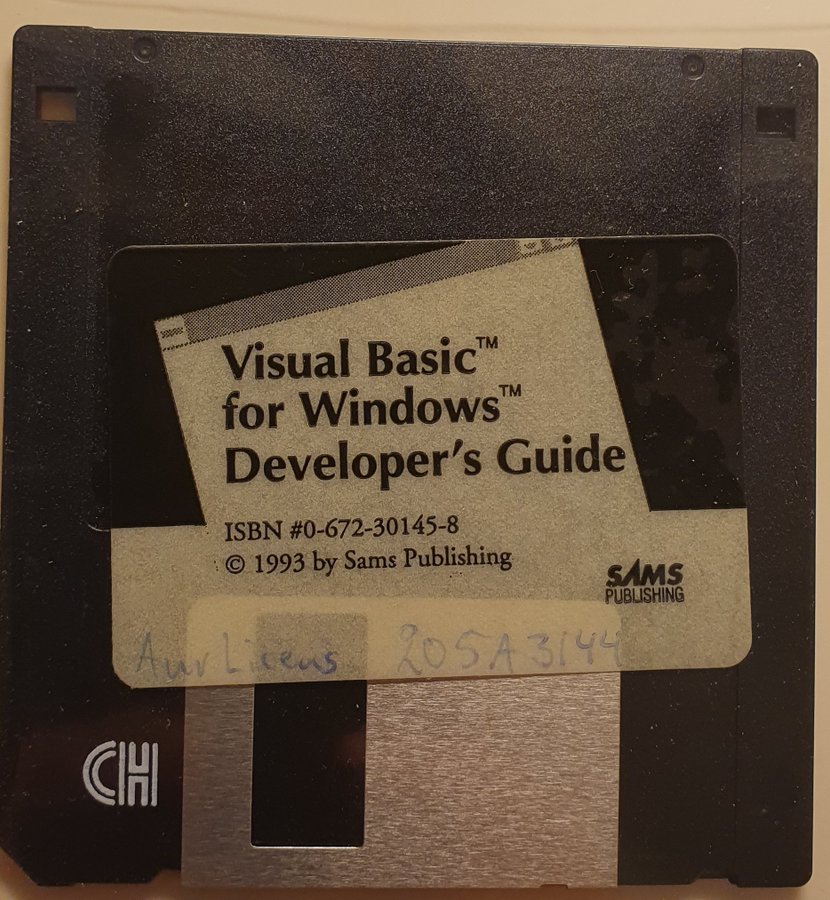 Visual Basic™
for Windows™
Developer's Guide
ISBN #0-672-30145-8
© 1993 by Sams Publishing
SAMS
PUBLISHING
Anv Licens 205A3144
CH